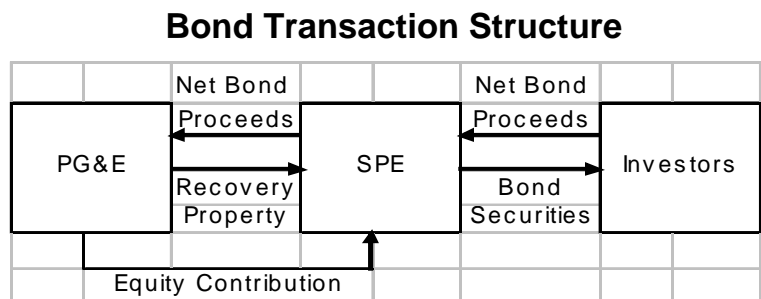 Bond Transaction Structure
Net Bond
Net Bond
Proceeds
Proceeds
PG&E
SPE
Investors
Recovery
Bond
Property
Securities
Equity Contribution